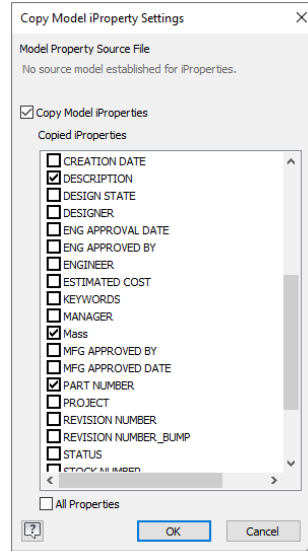 Copy Model iProperty Settings
Model Property Source File
No source model established for iProperties.
Copy Model iProperties
Copied iProperties
CREATION DATE
DESCRIPTION
DESIGN STATE
DESIGNER
ENG APPROVAL DATE
ENG APPROVED BY
ENGINEER
ESTIMATED COST
KEYWORDS
MANAGER
Mass
MFG APPROVED BY
MFG APPROVED DATE
PART NUMBER
PROJECT
REVISION NUMBER
REVISION NUMBER_BUMP
STATUS
STOCK NUMBER
All Properties
?
OK
Cancel